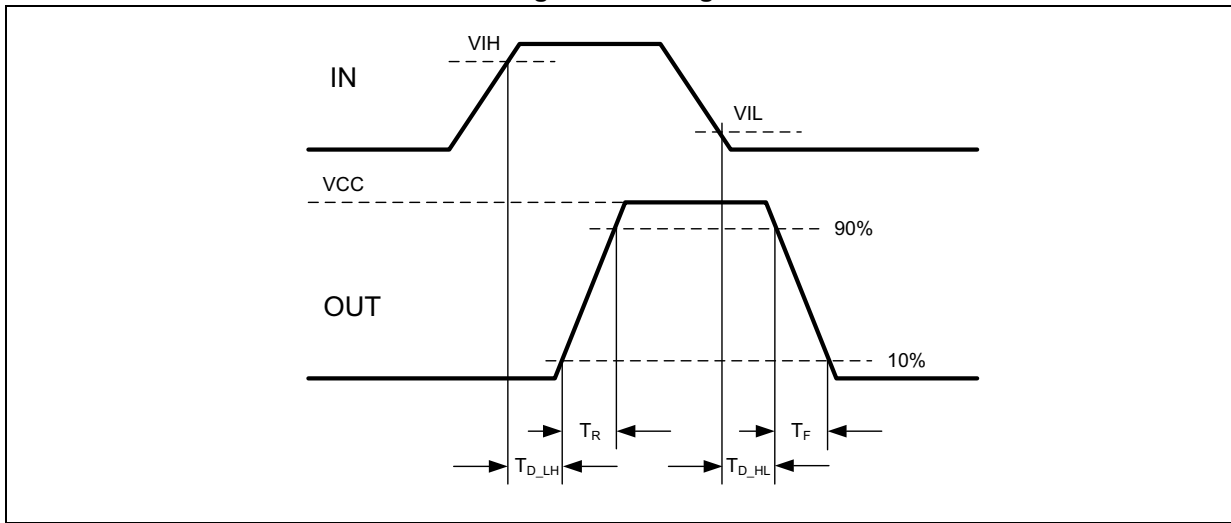 VIH
IN
VIL
VCC
90%
OUT
10%
TR
TF
TD_LH
TD_HL